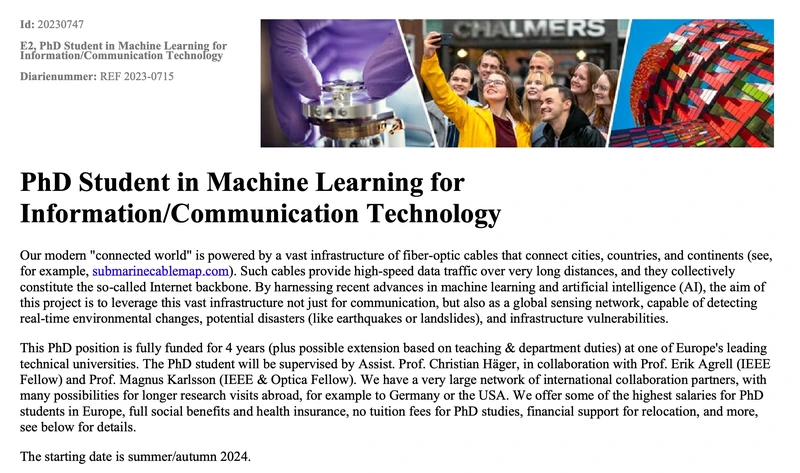 Id: 20230747
E2, PhD Student in Machine Learning for
Information/Communication Technology
Diarienummer: REF 2023-0715
CHALMERS
PhD Student in Machine Learning for
Information/Communication Technology
Our modern "connected world" is powered by a vast infrastructure of fiber-optic cables that connect cities, countries, and continents (see,
for example, submarinecablemap.com). Such cables provide high-speed data traffic over very long distances, and they collectively
constitute the so-called Internet backbone. By harnessing recent advances in machine learning and artificial intelligence (AI), the aim of
this project is to leverage this vast infrastructure not just for communication, but also as a global sensing network, capable of detecting
real-time environmental changes, potential disasters (like earthquakes or landslides), and infrastructure vulnerabilities.
This PhD position is fully funded for 4 years (plus possible extension based on teaching & department duties) at one of Europe's leading
technical universities. The PhD student will be supervised by Assist. Prof. Christian Häger, in collaboration with Prof. Erik Agrell (IEEE
Fellow) and Prof. Magnus Karlsson (IEEE & Optica Fellow). We have a very large network of international collaboration partners, with
many possibilities for longer research visits abroad, for example to Germany or the USA. We offer some of the highest salaries for PhD
students in Europe, full social benefits and health insurance, no tuition fees for PhD studies, financial support for relocation, and more,
see below for details.
The starting date is summer/autumn 2024.